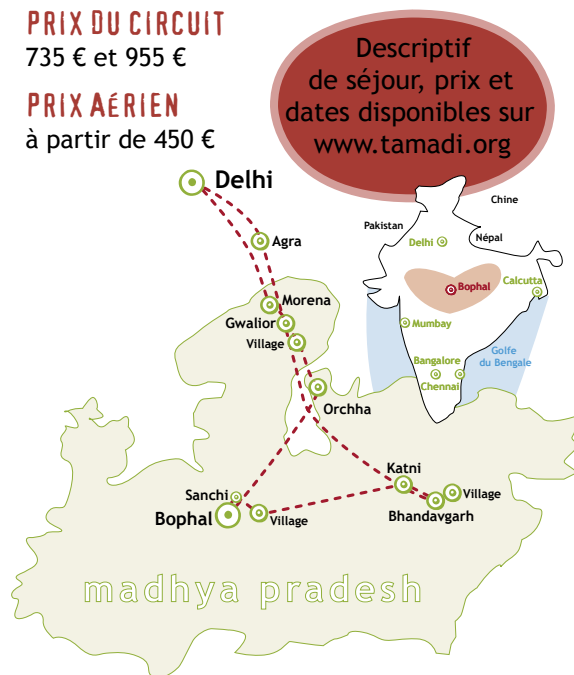 PRIX DU CIRCUIT
735 € et 955 €
PRIX AÉRIEN
à partir de 450 €
Descriptif
de séjour, prix et
dates disponibles sur
www.tamadi.org
Delhi
Agra
Morena
Gwalior
Village
Orchha
Katni
Village
Bhandavgarh
Sanchi
Bophal
Village
madhya pradesh
Chine
Pakistan
Népal
Delhi
Bophal
Calcutta
Mumbay
Golfe
du Bengale
Bangalore
Chennai